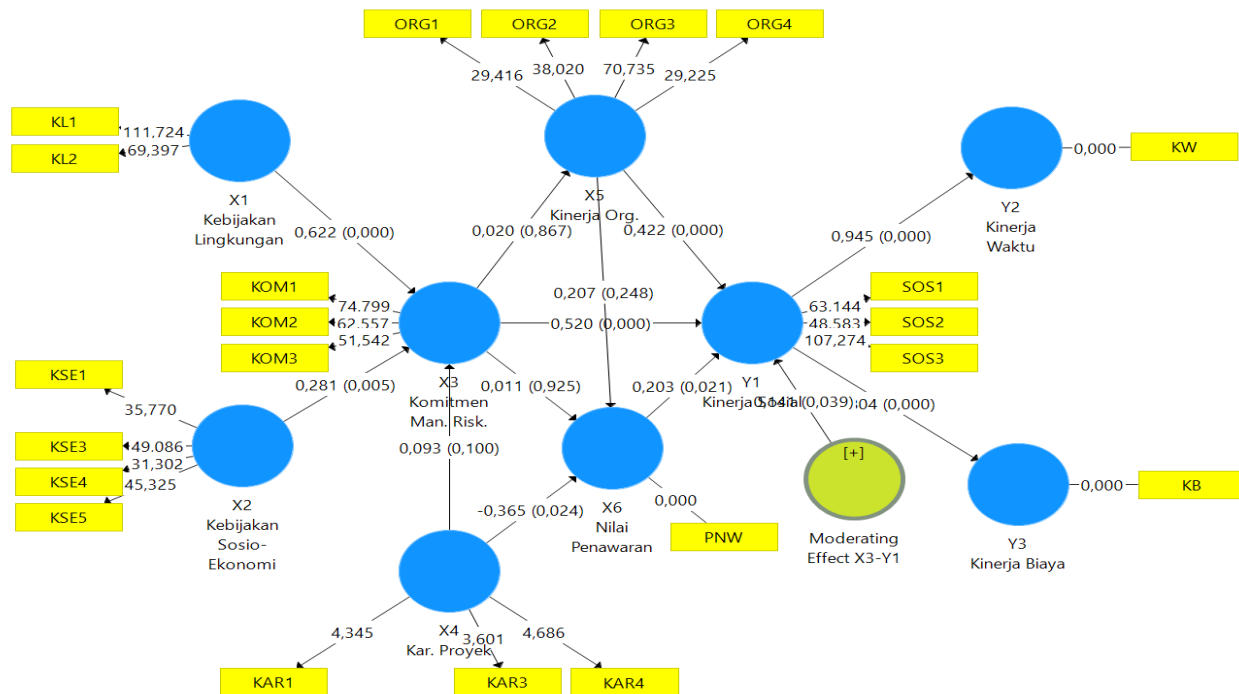 ORG1
ORG2
ORG3
ORG4
29,416
38,020
70,735
29,225
KL1
KL2
111,724
69,397
X1
Kebijakan
Lingkungan
X5
Kinerja Org.
Y2
Kinerja
Waktu
0,000
KW
0,622 (0,000)
0,020 (0,867)
0,422 (0,000)
0,945 (0,000)
KOM1
KOM2
KOM3
74,799
62,557
51,542
0,207 (0,248)
0,520 (0,000)
63,144
48,583
107,274
SOS1
SOS2
SOS3
KSE1
KSE3
KSE4
KSE5
35,770
49,086
31,302
45,325
0,281 (0,005)
X3
Komitmen
Man. Risk.
0,011 (0,925)
0,203 (0,021)
Y1
Kinerja Sosial
(0,039)
(0,000)
0,093 (0,100)
X2
Kebijakan
Sosio-
Ekonomi
-0,365 (0,024)
X6
Nilai
Penawaran
0,000
PNW
[+]
Moderating
Effect X3-Y1
0,000
KB
Y3
Kinerja Biaya
X4
Kar. Proyek
4,345
3,601
4,686
KAR1
KAR3
KAR4